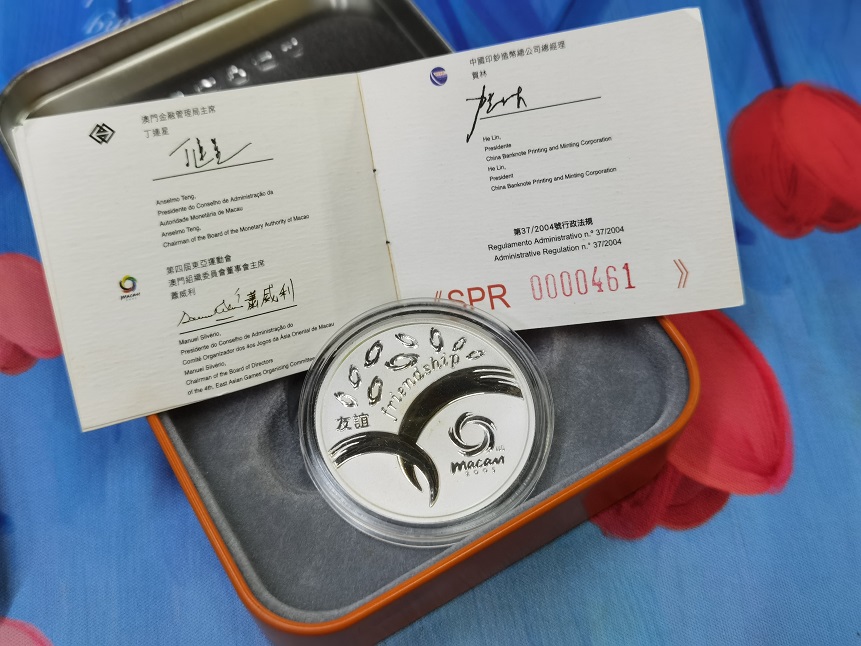 澳門金融管理局主席
丁連星
Anselmo Teng,
Presidente do Conselho de Administração da
Autoridade Monetária de Macau
Anselmo Teng,
Chairman of the Board of the Monetary Authority of Macao
第四屆東亞運動會
澳門組織委員會董事會主席
蕭威利
macau
蕭威利
Manuel Silvério,
Presidente do Conselho de Administração do
Comité Organizador dos 4os Jogos da Ásia Oriental de Macau
Manuel Silvério,
Chairman of the Board of Directors
of the 4th. East Asian Games Organizing Committee
中國印鈔造幣總公司總經理
賀林
He Lin,
Presidente
China Banknote Printing and Minting Corporation
He Lin,
President
China Banknote Printing and Minting Corporation
第37/2004號行政法規
Regulamento Administrativo n.º 37/2004
Administrative Regulation n.º 37/2004
《SPR 0000461 》
friendship
友誼
macau
2005